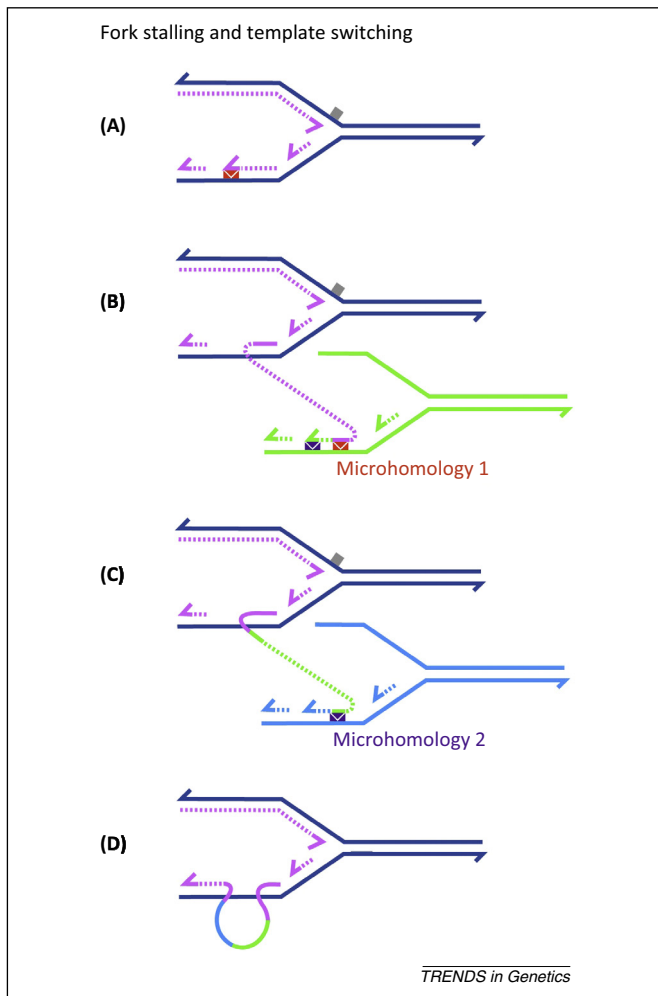 Fork stalling and template switching
(A)
(B)
Microhomology 1
(C)
Microhomology 2
(D)
TRENDS in Genetics